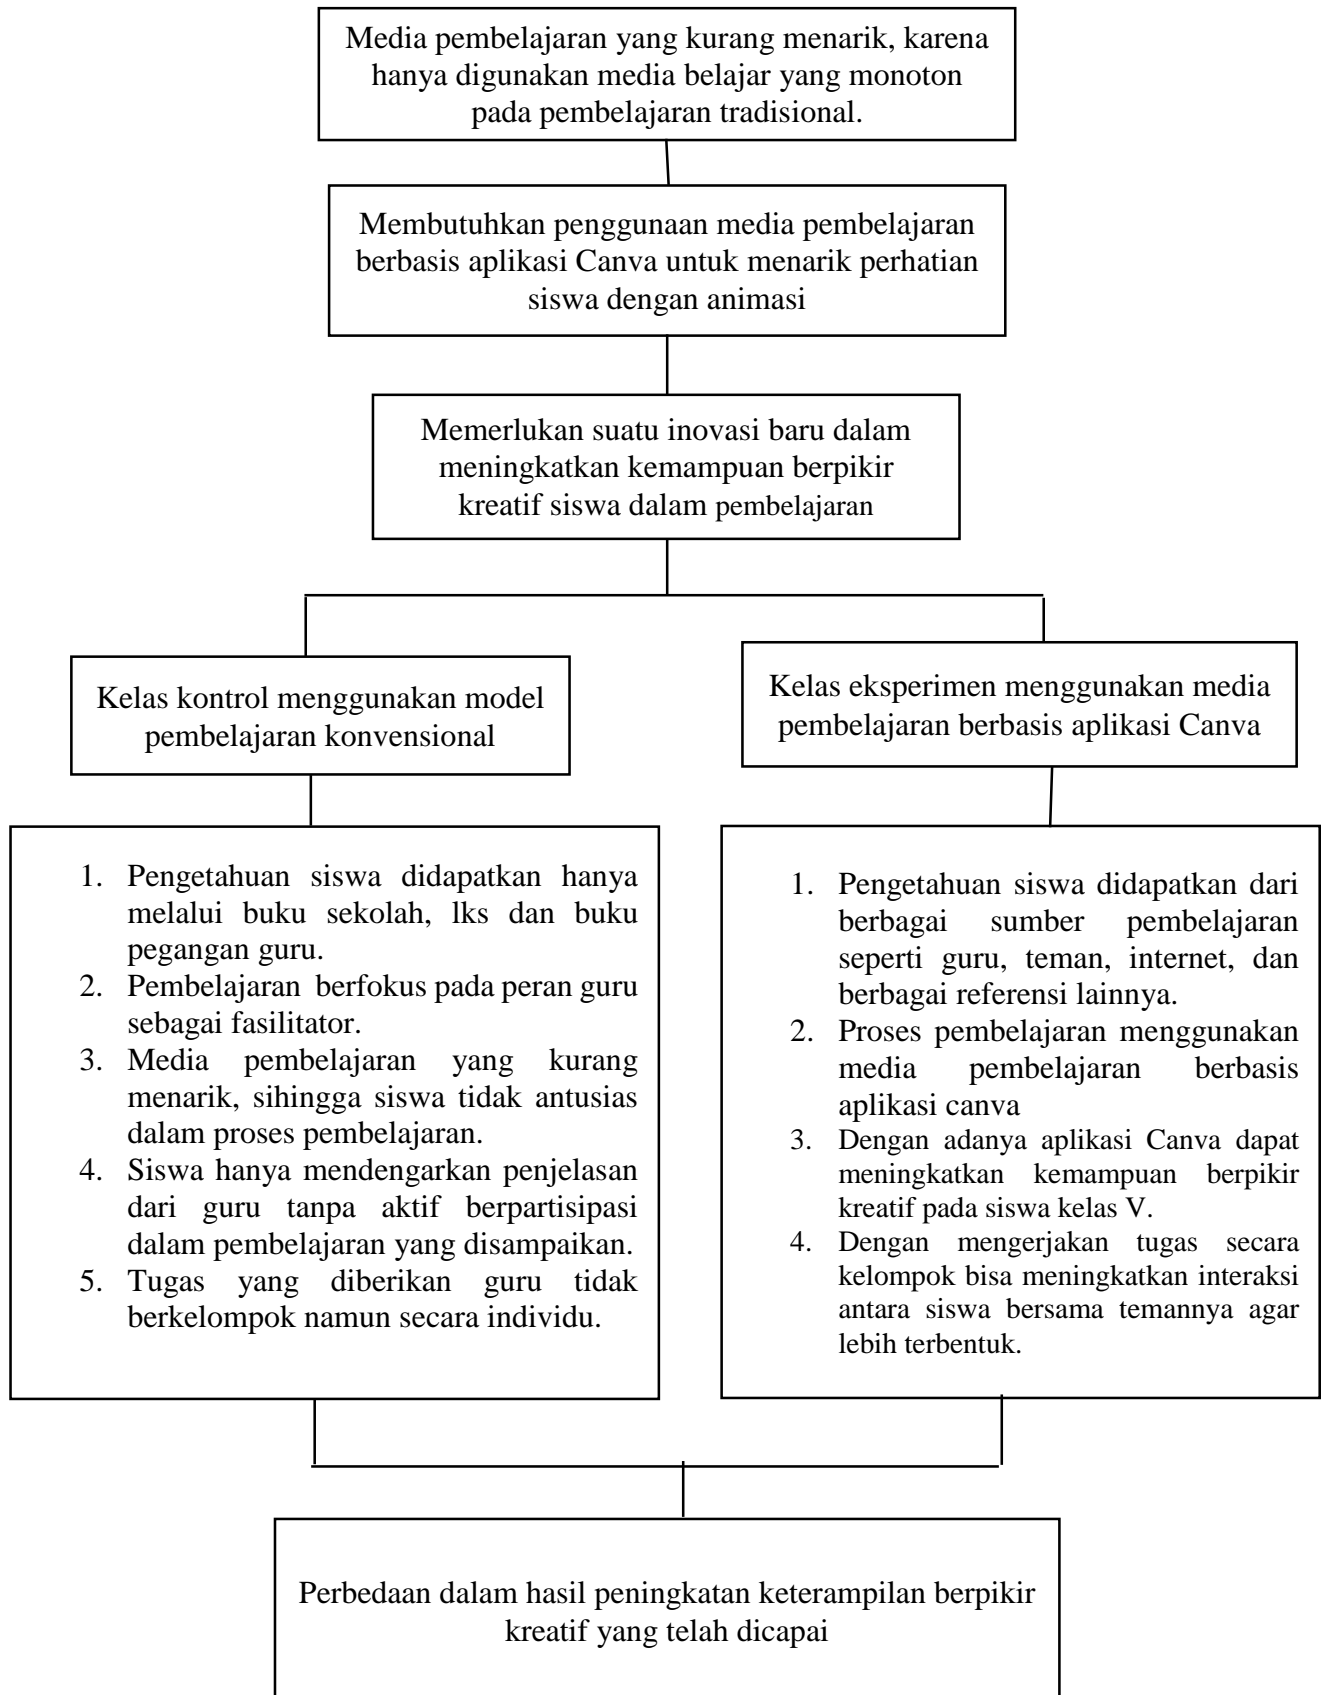 Media pembelajaran yang kurang menarik, karena
hanya digunakan media belajar yang monoton
pada pembelajaran tradisional.
Membutuhkan penggunaan media pembelajaran
berbasis aplikasi Canva untuk menarik perhatian
siswa dengan animasi
Memerlukan suatu inovasi baru dalam
meningkatkan kemampuan berpikir
kreatif siswa dalam pembelajaran
Kelas kontrol menggunakan model
pembelajaran konvensional
Kelas eksperimen menggunakan media
pembelajaran berbasis aplikasi Canva
1. Pengetahuan siswa didapatkan hanya
melalui buku sekolah, lks dan buku
pegangan guru.
2. Pembelajaran berfokus pada peran guru
sebagai fasilitator.
3. Media pembelajaran yang kurang
menarik, sihingga siswa tidak antusias
dalam proses pembelajaran.
4. Siswa hanya mendengarkan penjelasan
dari guru tanpa aktif berpartisipasi
dalam pembelajaran yang disampaikan.
5. Tugas yang diberikan guru tidak
berkelompok namun secara individu.
1. Pengetahuan siswa didapatkan dari
berbagai sumber pembelajaran
seperti guru, teman, internet, dan
berbagai referensi lainnya.
2. Proses pembelajaran menggunakan
media pembelajaran berbasis
aplikasi canva
3. Dengan adanya aplikasi Canva dapat
meningkatkan kemampuan berpikir
kreatif pada siswa kelas V.
4. Dengan mengerjakan tugas secara
kelompok bisa meningkatkan interaksi
antara siswa bersama temannya agar
lebih terbentuk.
Perbedaan dalam hasil peningkatan keterampilan berpikir
kreatif yang telah dicapai